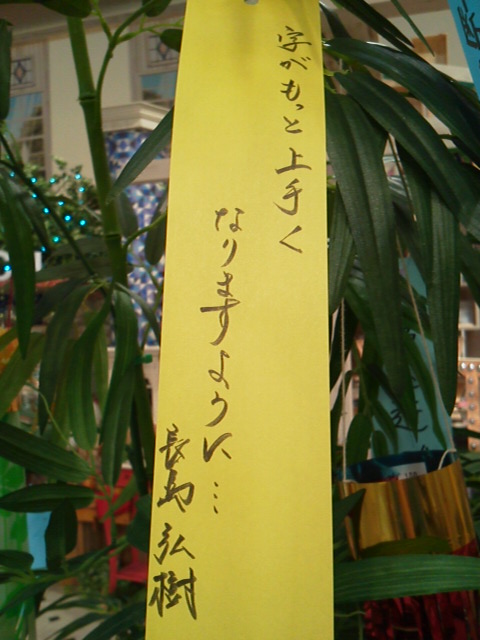 字がもっと上手く
なりますように…
長島弘樹